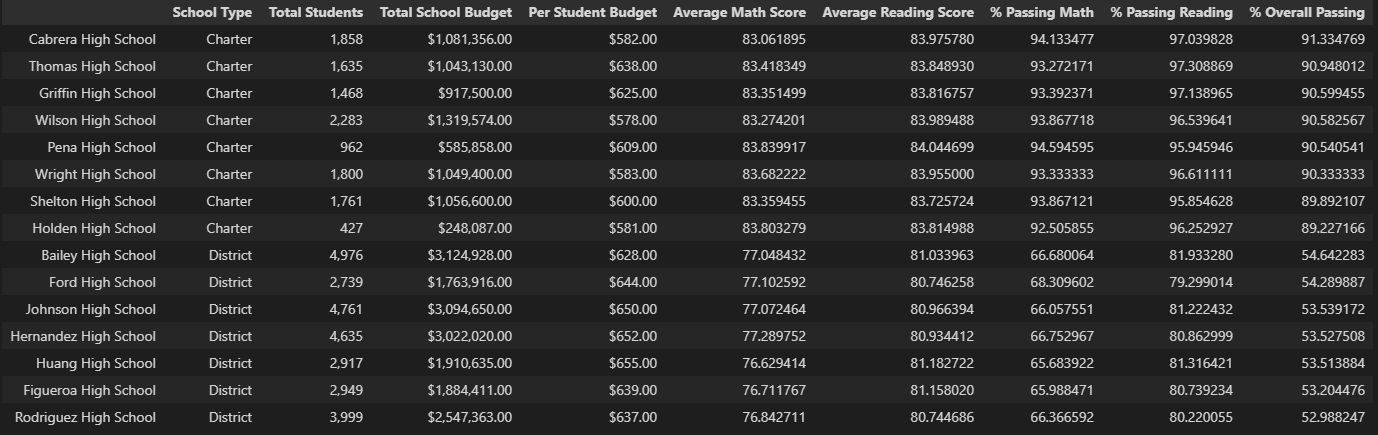 School Type Total Students Total School Budget Per Student Budget Average Math Score Average Reading Score % Passing Math % Passing Reading % Overall Passing
Cabrera High School Charter 1,858 $1,081,356.00 $582.00 83.061895 83.975780 94.133477 97.039828 91.334769
Thomas High School Charter 1,635 $1,043,130.00 $638.00 83.418349 83.848930 93.272171 97.308869 90.948012
Griffin High School Charter 1,468 $917,500.00 $625.00 83.351499 83.816757 93.392371 97.138965 90.599455
Wilson High School Charter 2,283 $1,319,574.00 $578.00 83.274201 83.989488 93.867718 96.539641 90.582567
Pena High School Charter 962 $585,858.00 $609.00 83.839917 84.044699 94.594595 95.945946 90.540541
Wright High School Charter 1,800 $1,049,400.00 $583.00 83.682222 83.955000 93.333333 96.611111 90.333333
Shelton High School Charter 1,761 $1,056,600.00 $600.00 83.359455 83.725724 93.867121 95.854628 89.892107
Holden High School Charter 427 $248,087.00 $581.00 83.803279 83.814988 92.505855 96.252927 89.227166
Bailey High School District 4,976 $3,124,928.00 $628.00 77.048432 81.033963 66.680064 81.933280 54.642283
Ford High School District 2,739 $1,763,916.00 $644.00 77.102592 80.746258 68.309602 79.299014 54.289887
Johnson High School District 4,761 $3,094,650.00 $650.00 77.072464 80.966394 66.057551 81.222432 53.539172
Hernandez High School District 4,635 $3,022,020.00 $652.00 77.289752 80.934412 66.752967 80.862999 53.527508
Huang High School District 2,917 $1,910,635.00 $655.00 76.629414 81.182722 65.683922 81.316421 53.513884
Figueroa High School District 2,949 $1,884,411.00 $639.00 76.711767 81.158020 65.988471 80.739234 53.204476
Rodriguez High School District 3,999 $2,547,363.00 $637.00 76.842711 80.744686 66.366592 80.220055 52.988247